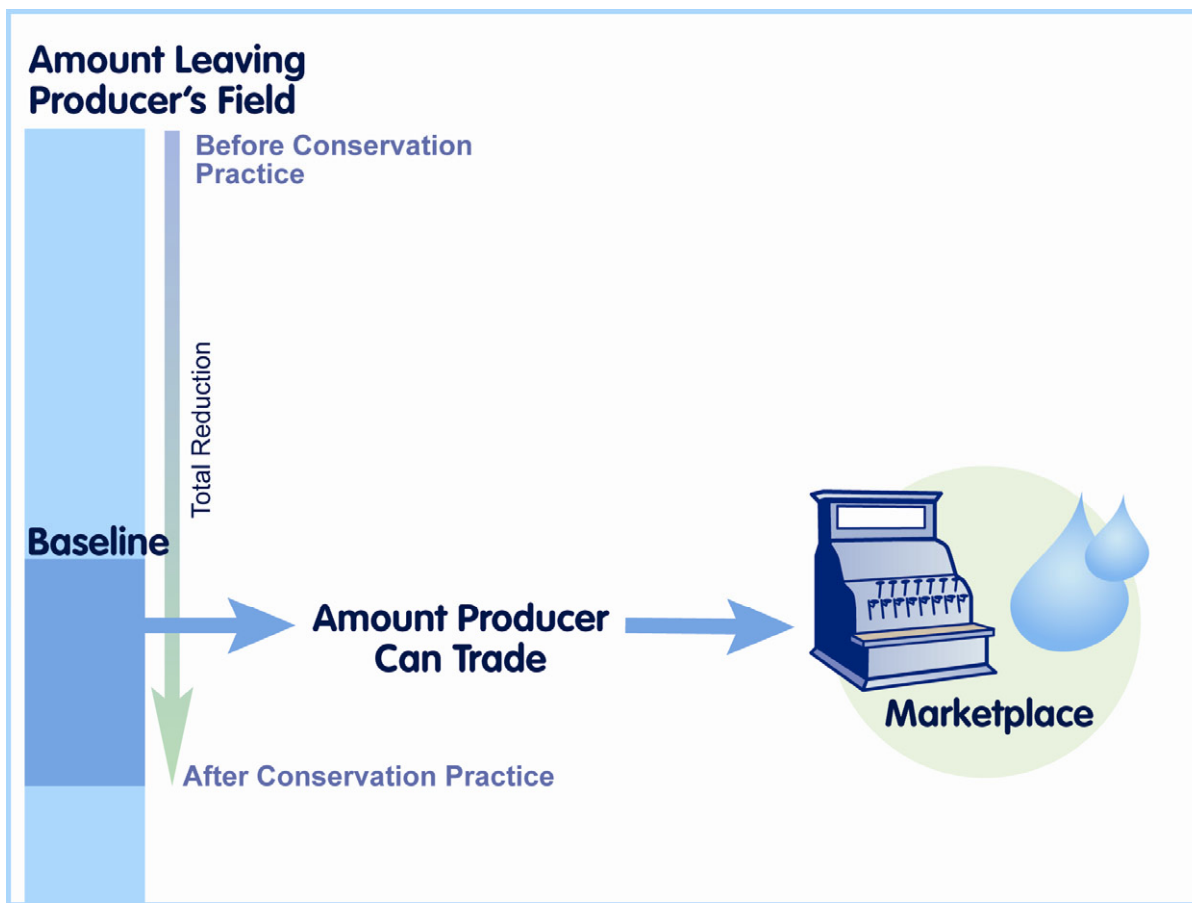 Amount Leaving
Producer's Field
Before Conservation
Practice
Total Reduction
Baseline
Amount Producer
Can Trade
Marketplace
After Conservation Practice